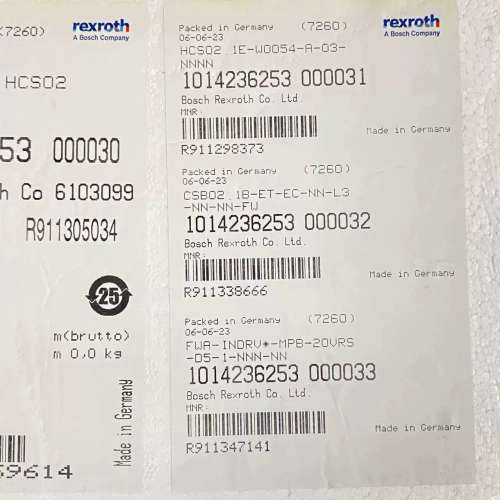 (7260)
rexroth
A Bosch Company
HCS02
53 000030
h Co 6103099
R911305034
25
m(brutto)
m 0,0 kg
Made in Germany
59614
rexroth
A Bosch Company
Packed in Germany (7260)
06-06-23
HCS02.1E-W0054-A-03-
NNNN
1014236253 000031
Bosch Rexroth Co. Ltd.
MNR:
Made in Germany
R911298373
Packed in Germany (7260)
06-06-23
CSB02.1B-ET-EC-NN-L3
-NN-NN-FW
1014236253 000032
Bosch Rexroth Co. Ltd.
MNR:
Made in Germany
R911338666
Packed in Germany (7260)
06-06-23
FWA-INDRV*-MPB-20VRS
-D5-1-NNN-NN
1014236253 000033
Bosch Rexroth Co. Ltd.
MNR:
Made in Germany
R911347141